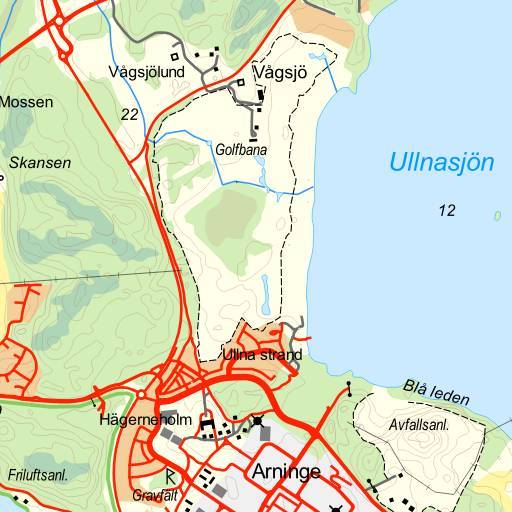 Vågsjölund
Vågsjö
Mossen
22
Golfbana
Skansen
Ullnasjön
12
Ullna strand
Blå leden
Hägerneholm
Avfallsanl.
Arninge
Friluftsanl.
Gravfält